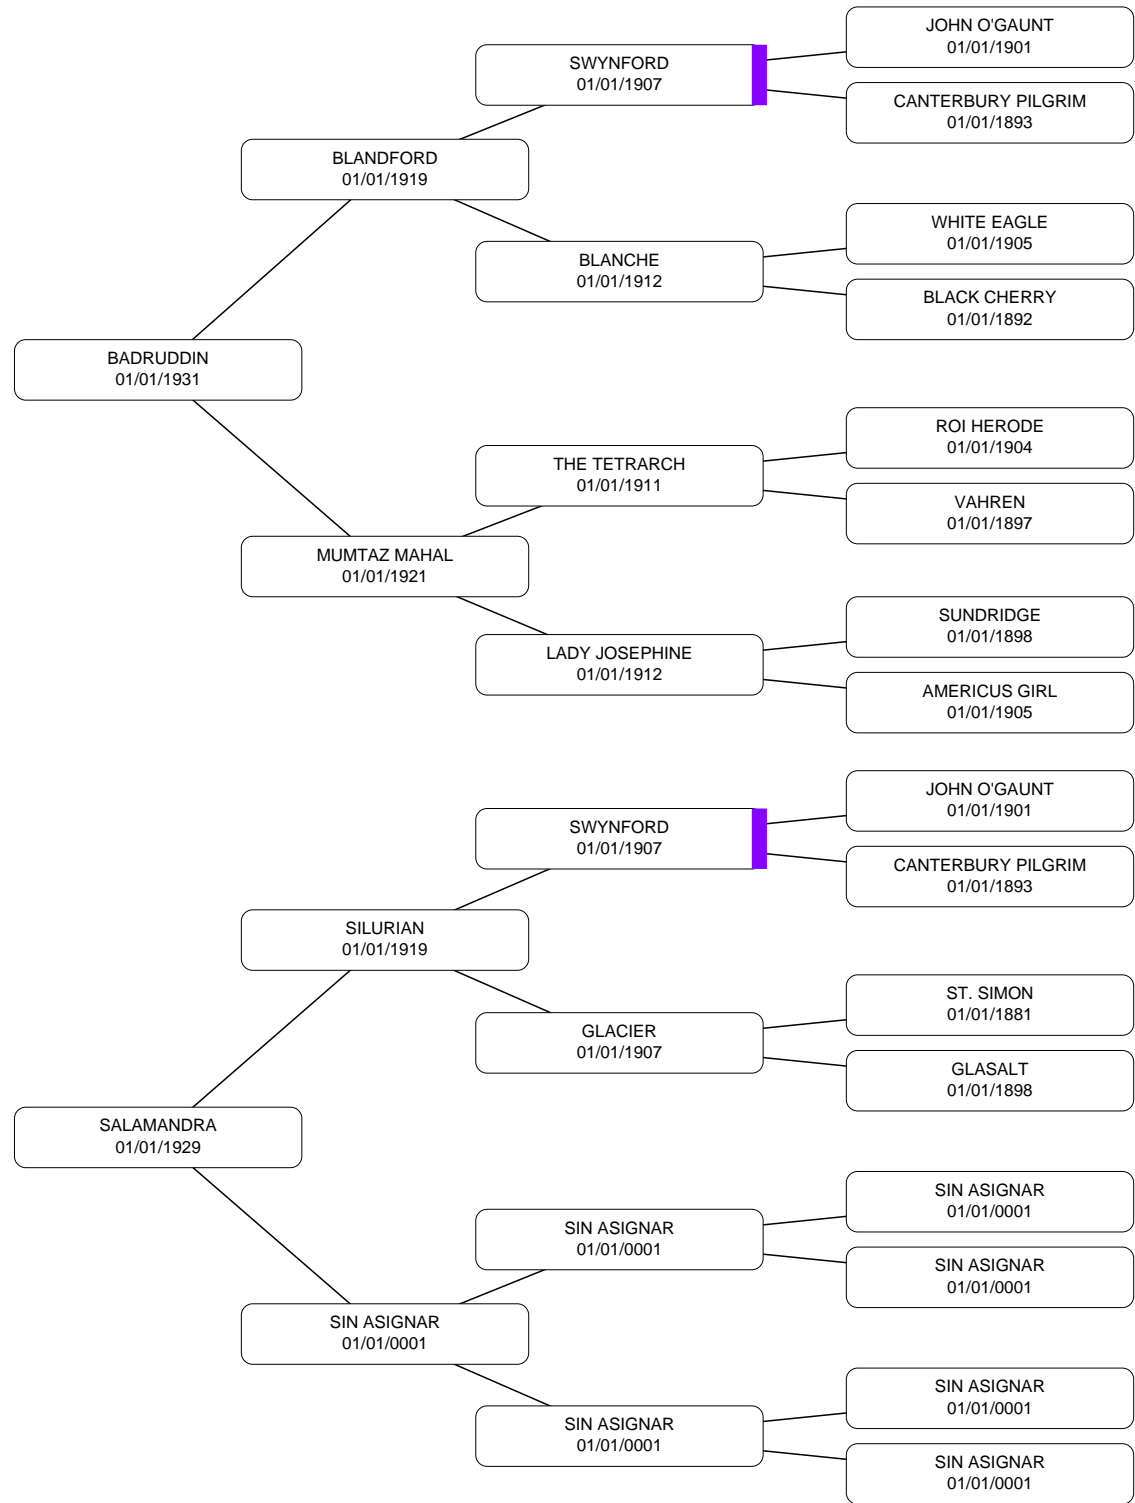 JOHN O'GAUNT
01/01/1901
SWYNFORD
01/01/1907
CANTERBURY PILGRIM
01/01/1893
BLANDFORD
01/01/1919
WHITE EAGLE
01/01/1905
BLANCHE
01/01/1912
BLACK CHERRY
01/01/1892
BADRUDDIN
01/01/1931
ROI HERODE
01/01/1904
THE TETRARCH
01/01/1911
VAHREN
01/01/1897
MUMTAZ MAHAL
01/01/1921
SUNDRIDGE
01/01/1898
LADY JOSEPHINE
01/01/1912
AMERICUS GIRL
01/01/1905
JOHN O'GAUNT
01/01/1901
SWYNFORD
01/01/1907
CANTERBURY PILGRIM
01/01/1893
SILURIAN
01/01/1919
ST. SIMON
01/01/1881
GLACIER
01/01/1907
GLASALT
01/01/1898
SALAMANDRA
01/01/1929
SIN ASIGNAR
01/01/0001
SIN ASIGNAR
01/01/0001
SIN ASIGNAR
01/01/0001
SIN ASIGNAR
01/01/0001
SIN ASIGNAR
01/01/0001
SIN ASIGNAR
01/01/0001
SIN ASIGNAR
01/01/0001